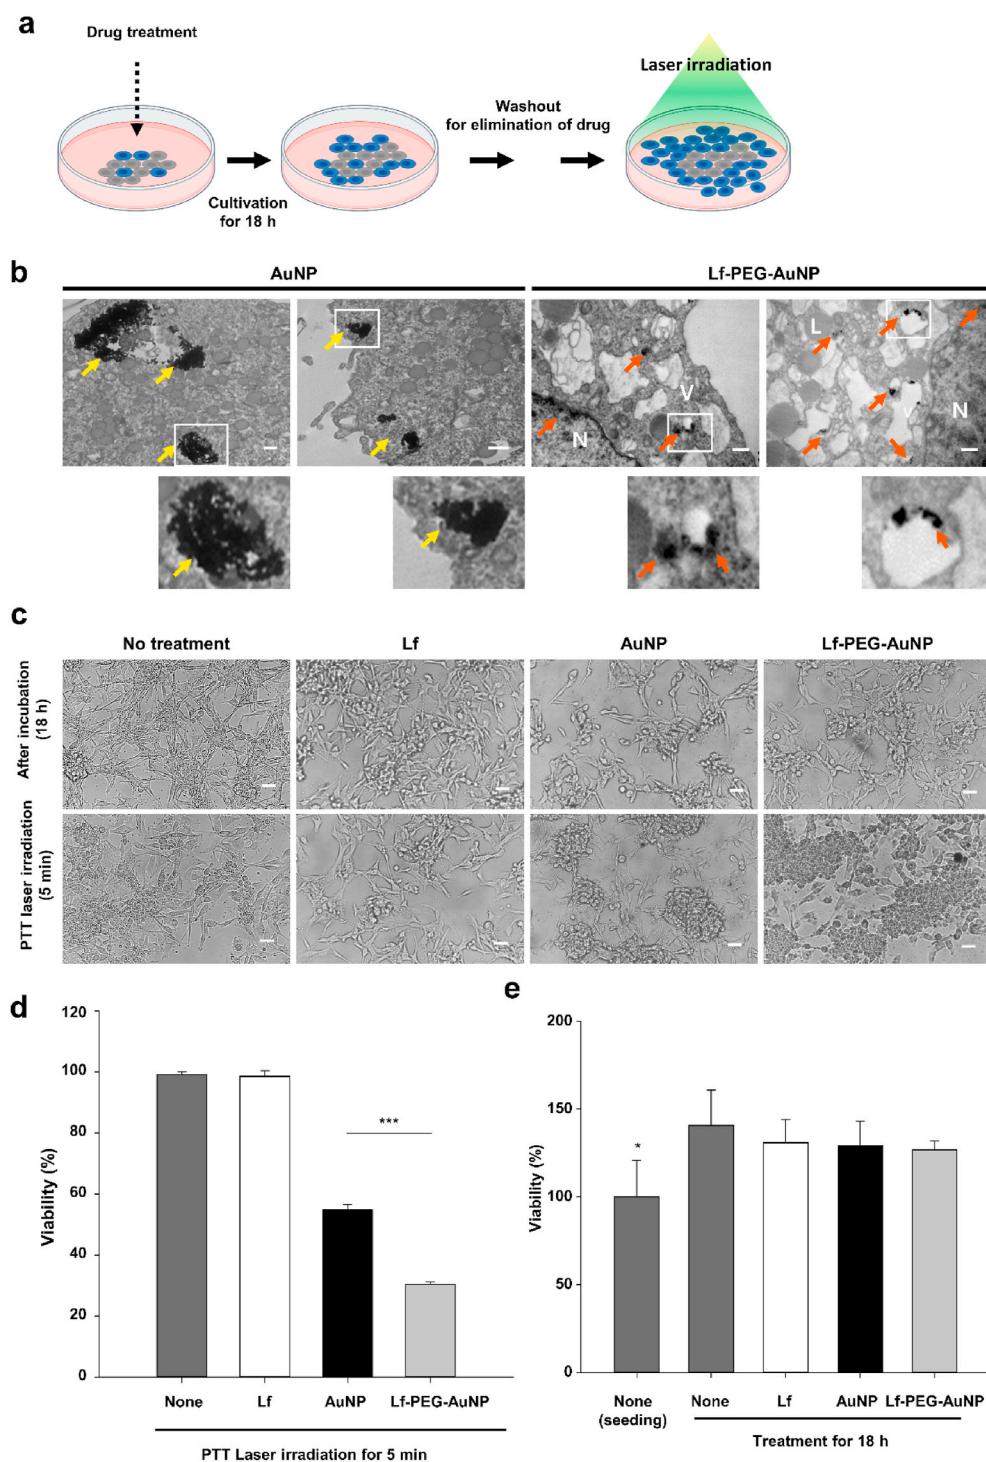 a
Drug treatment
Laser irradiation
Washout
for elimination of drug
Cultivation
for 18 h
b
AuNP
Lf-PEG-AuNP
V
N
L
V
N
c
No treatment
Lf
AuNP
Lf-PEG-AuNP
After incubation
(18 h)
PTT laser irradiation
(5 min)
d
120
100
80
60
40
20
0
Viability (%)
***
None
Lf
AuNP
Lf-PEG-AuNP
PTT Laser irradiation for 5 min
e
200
150
100
50
0
Viability (%)
*
None
(seeding)
None
Lf
AuNP
Lf-PEG-AuNP
Treatment for 18 h